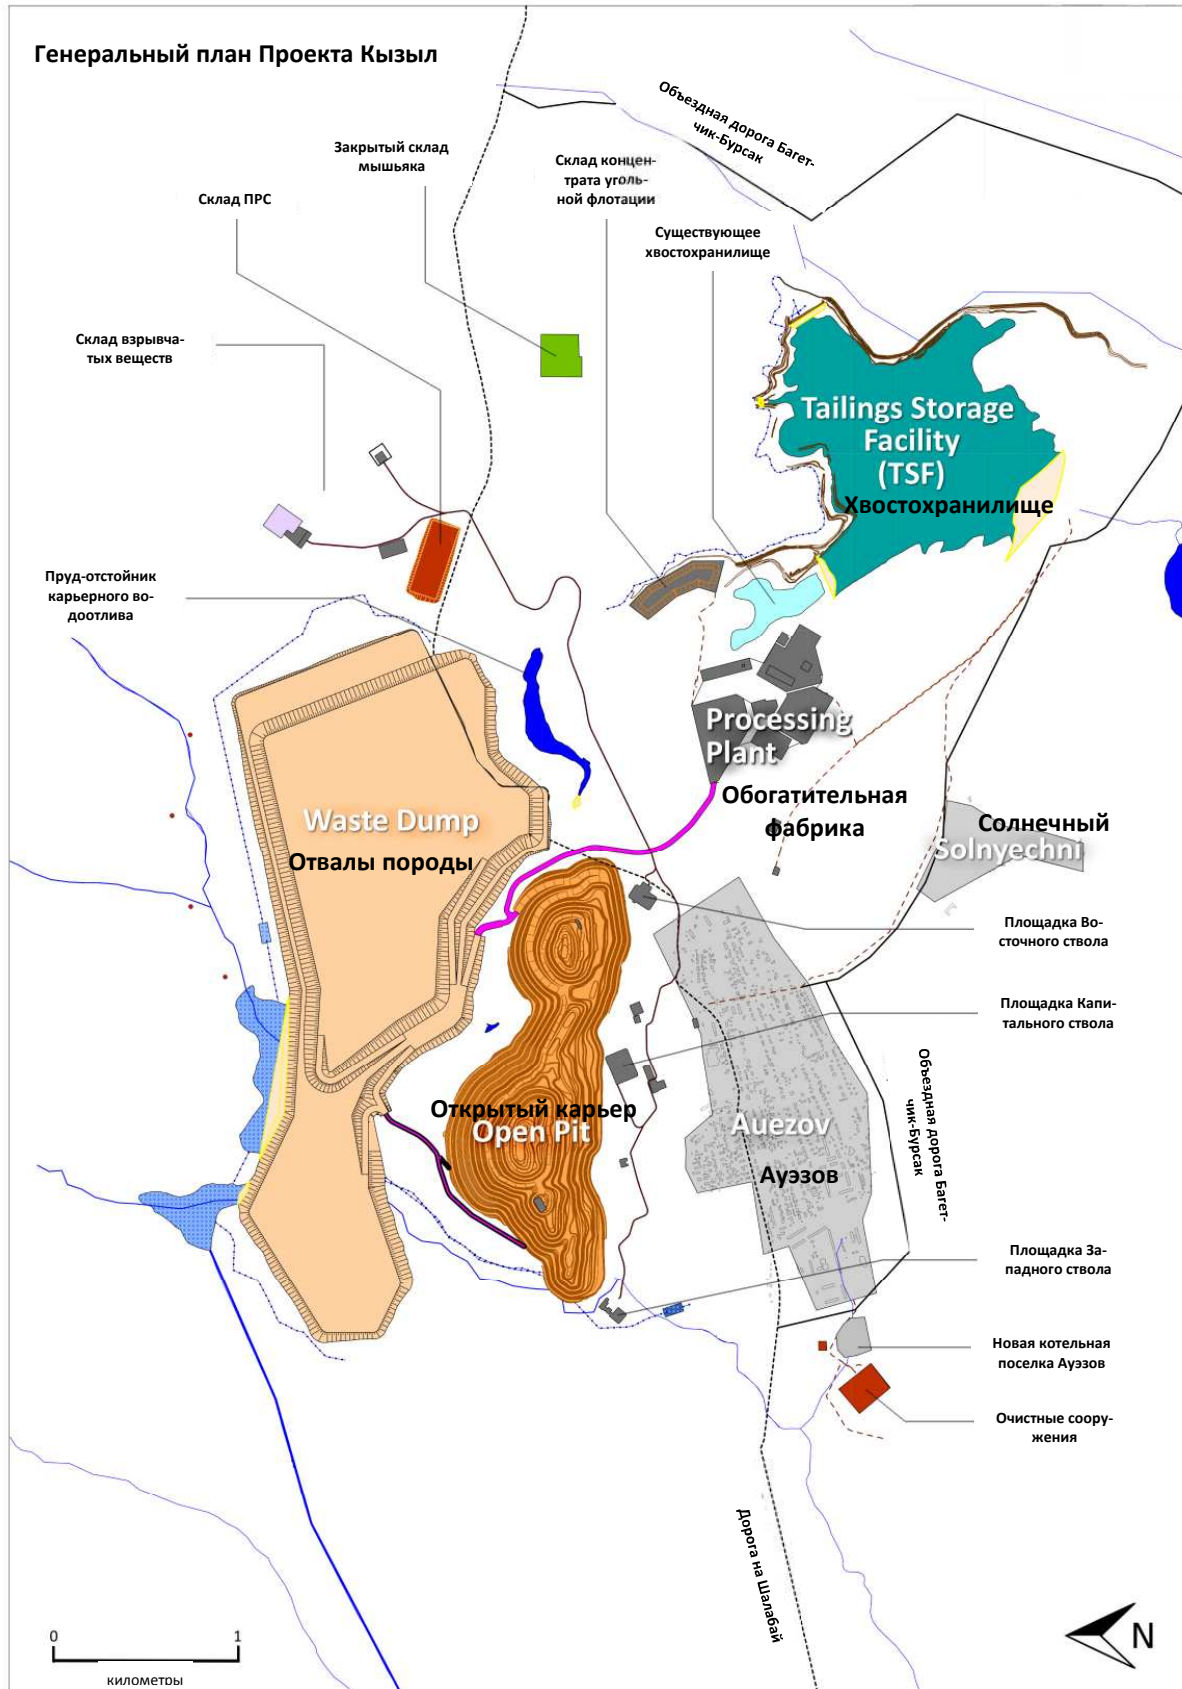 Генеральный план Проекта Кызыл
Объездная дорога Багет-
чик-Бурсак
Закрытый склад
мышьяка
Склад концен-
трата уголь-
ной флотации
Склад ПРС
Существующее
хвостохранилище
Склад взрывча-
тых веществ
Tailings Storage
Facility
(TSF)
Хвостохранилище
Пруд-отстойник
карьерного во-
доотлива
Processing
Plant
Обогатительная
фабрика
Waste Dump
Отвалы породы
Солнечный
Solnyechni
Площадка Во-
сточного ствола
Площадка Капи-
тального ствола
Объездная дорога Багет-
чик-Бурсак
Открытый карьер
Open Pit
Auezov
Ауэзов
Площадка За-
падного ствола
Новая котельная
поселка Ауэзов
Очистные соору-
жения
Дорога на Шалабай
0 1
километры
N